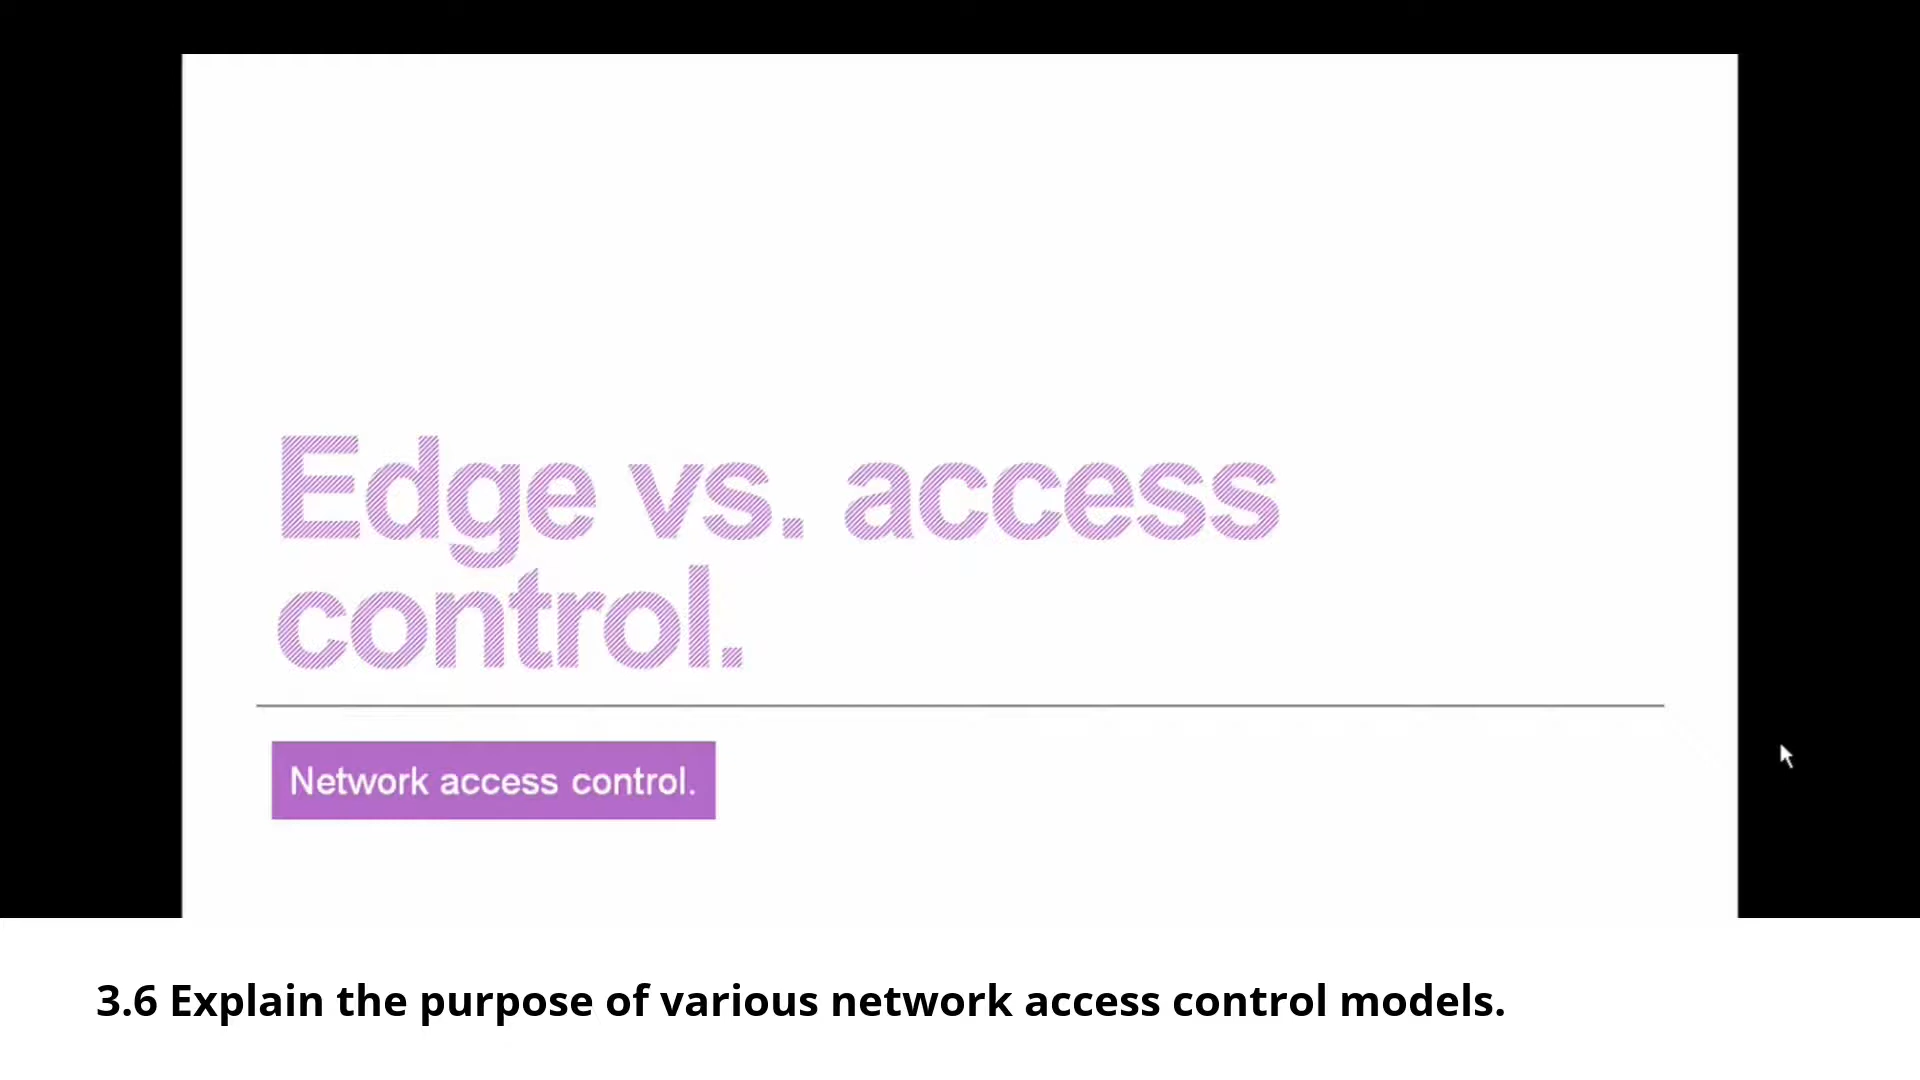 Edge vs. access
control.
Network access control.
3.6 Explain the purpose of various network access control models.